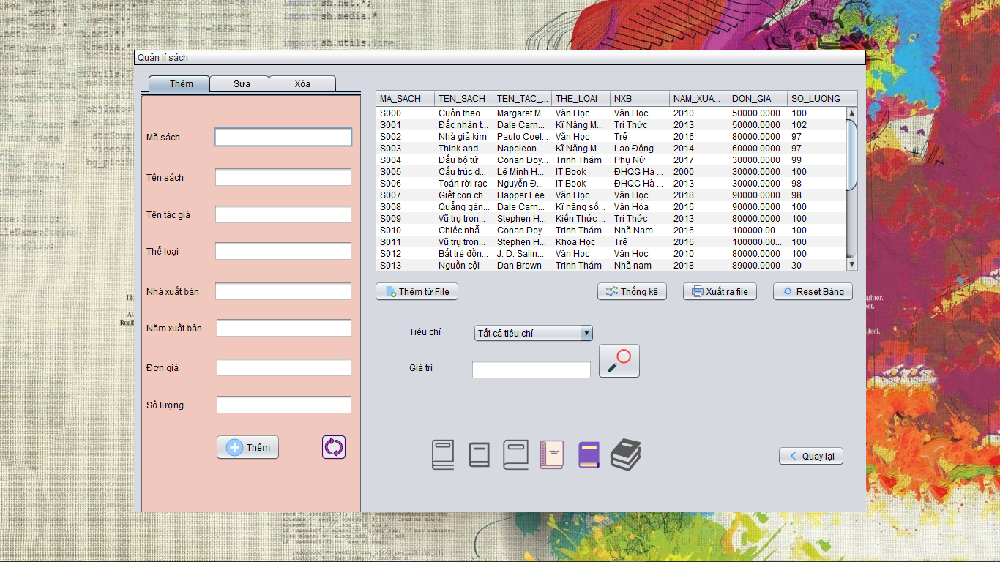 import sh.net.*;
import sh.media.*
import sh.utils.Timer
Quản lí sách
Thêm Sửa Xóa
Mã sách
Tên sách
Tên tác giả
Thể loại
Nhà xuất bản
Năm xuất bản
Đơn giá
Số lượng
Thêm
MA_SACH TEN_SACH TEN_TAC_... THE_LOAI NXB NAM_XUA... DON_GIA SO_LUONG
S000 Cuốn theo ... Margaret M... Văn Học Văn Học 2010 50000.0000 100
S001 Đắc nhân t... Dale Carn... Kĩ Năng M... Tri Thức 2013 50000.0000 102
S002 Nhà giả kim Paulo Coel... Văn Học Trẻ 2016 80000.0000 97
S003 Think and ... Napoleon ... Kĩ Năng M... Lao Động ... 2014 60000.0000 97
S004 Dấu bộ tứ Conan Doy... Trinh Thám Phụ Nữ 2017 30000.0000 99
S005 Cấu trúc d... Lê Minh H... IT Book ĐHQG Hà ... 2000 30000.0000 100
S006 Toán rời rạc Nguyễn Đ... IT Book ĐHQG Hà ... 2013 30000.0000 98
S007 Giết con ch... Happer Lee Văn Học Văn Học 2018 90000.0000 98
S008 Quẳng gán... Dale Carn... Kĩ năng số... Văn Hóa 2016 90000.0000 100
S009 Vũ trụ tron... Stephen H... Kiến Thức ... Tri Thức 2013 80000.0000 100
S010 Chiếc nhẫ... Conan Doy... Trinh Thám Nhã Nam 2016 100000.00... 100
S011 Vũ trụ tron... Stephen H... Khoa Học Trẻ 2016 100000.00... 100
S012 Bắt trẻ đồn... J. D. Salin... Văn Học Văn Học 2010 80000.0000 100
S013 Nguồn cội Dan Brown Trinh Thám Nhã nam 2018 89000.0000 30
Thêm từ File Thống kê Xuất ra file Reset Bảng
Tiêu chí Tất cả tiêu chí
Giá trị
Quay lại